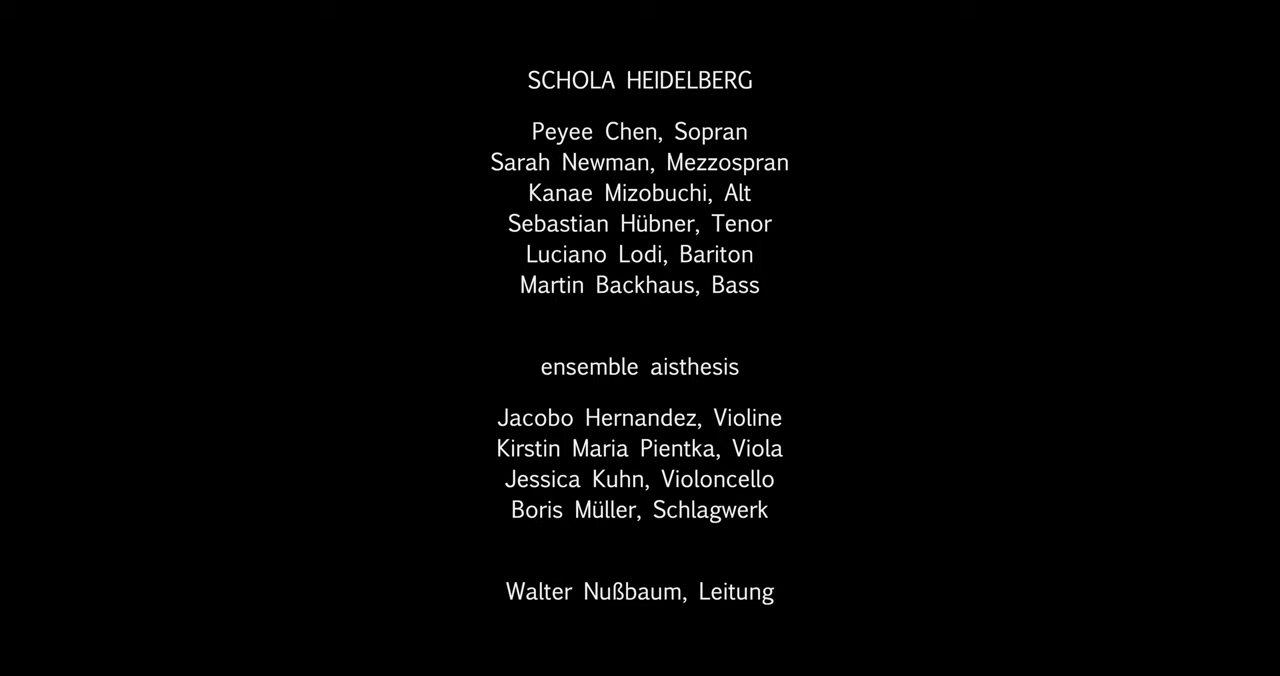 SCHOLA HEIDELBERG
Peyee Chen, Sopran
Sarah Newman, Mezzospran
Kanae Mizobuchi, Alt
Sebastian Hübner, Tenor
Luciano Lodi, Bariton
Martin Backhaus, Bass
ensemble aisthesis
Jacobo Hernandez, Violine
Kirstin Maria Pientka, Viola
Jessica Kuhn, Violoncello
Boris Müller, Schlagwerk
Walter Nußbaum, Leitung